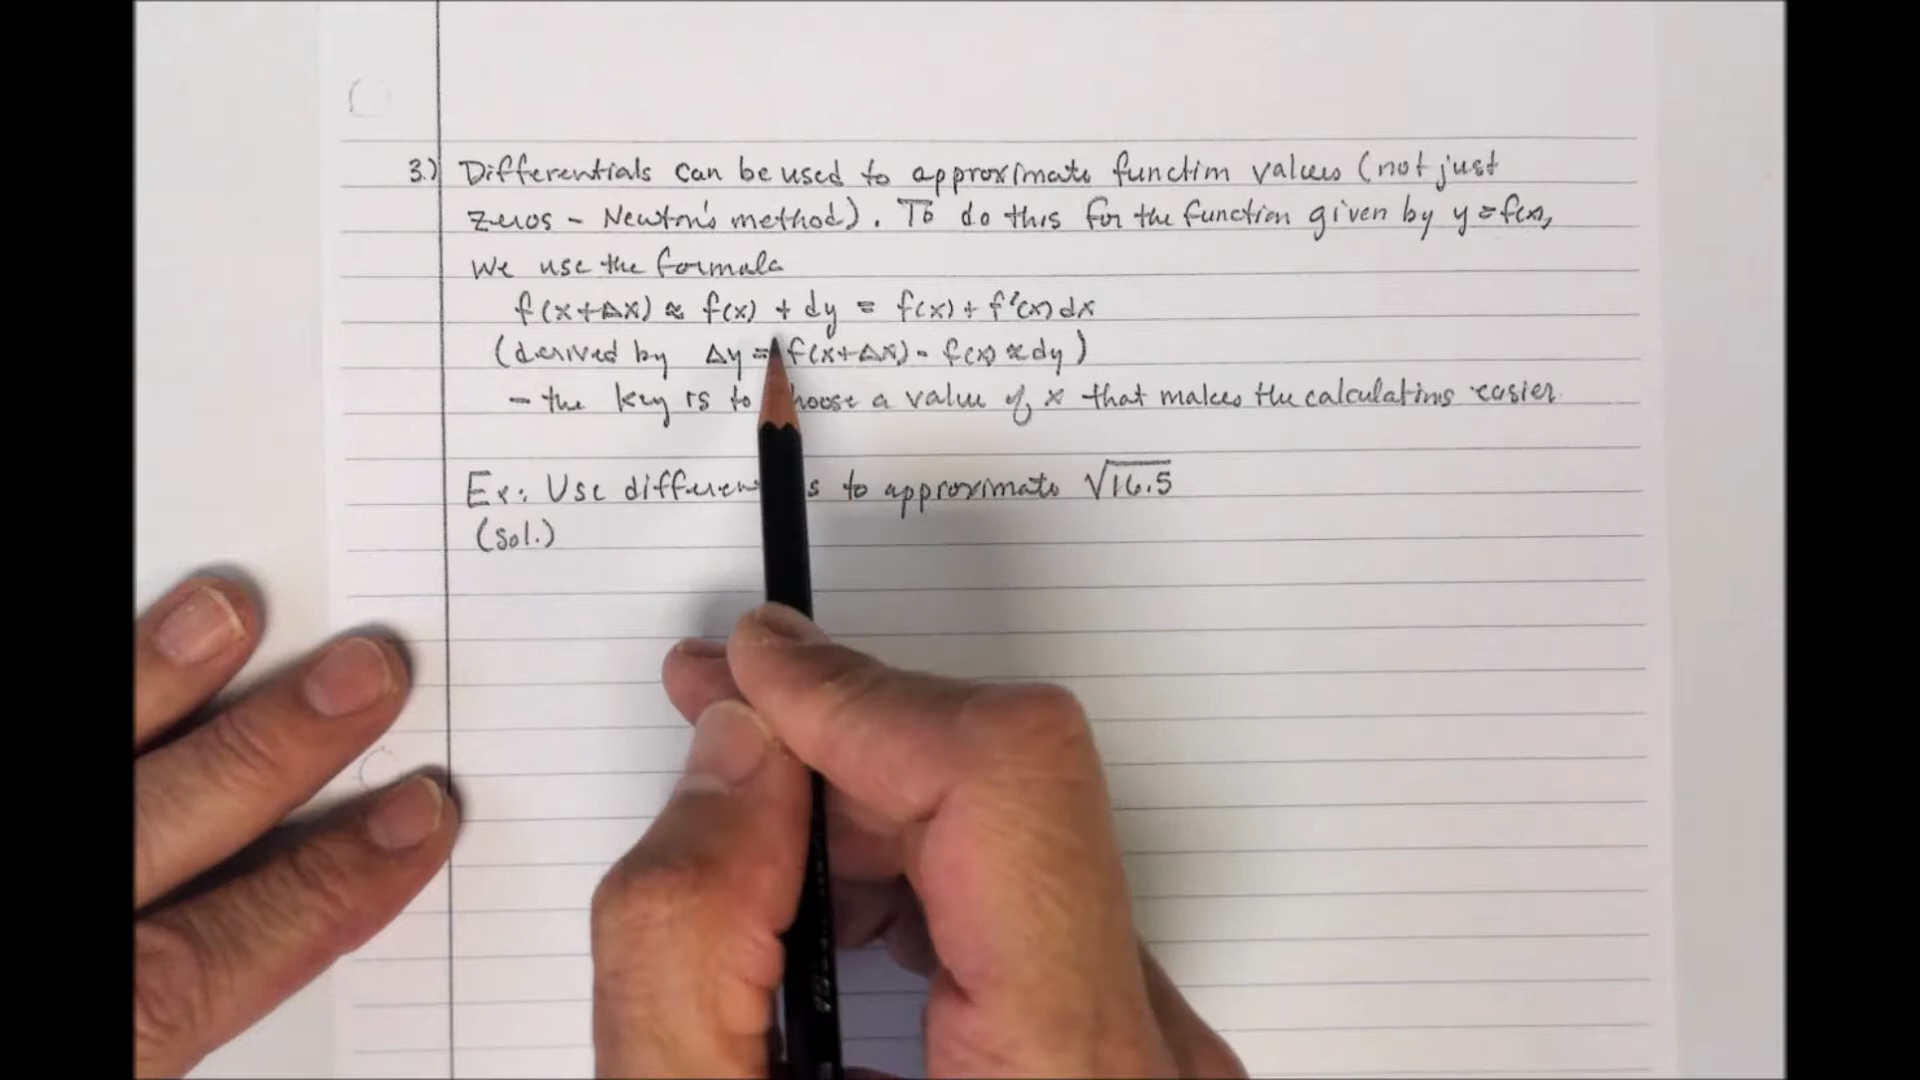 3.) Differentials can be used to approximate function values (not just
zeros - Newton's method). To do this for the function given by y = f(x),
We use the formula
f(x+Δx) ≈ f(x) + dy = f(x) + f'(x) dx
(derived by Δy = f(x+Δx) - f(x) ≈ dy)
- the key is to choose a value of x that makes the calculations easier
Ex: Use differentials to approximate √16.5
(Sol.)